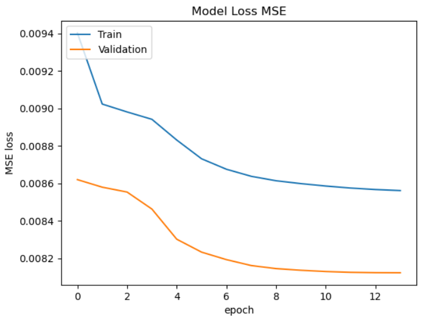 Model Loss MSE
Train
Validation
0.0094
0.0092
0.0090
0.0088
0.0086
0.0084
0.0082
MSE loss
0 2 4 6 8 10 12
epoch